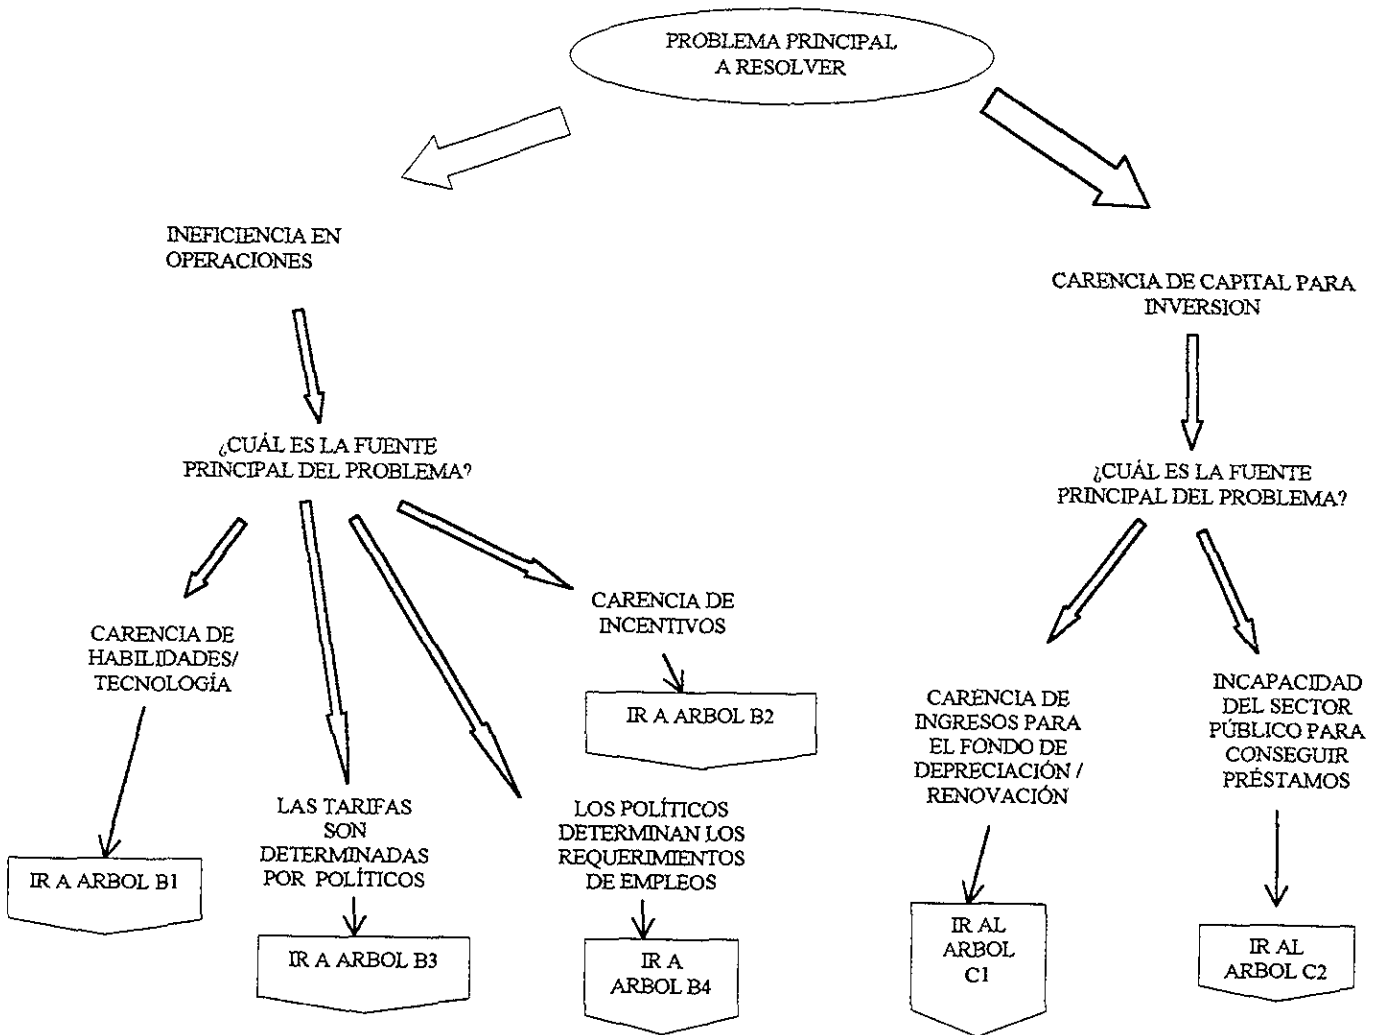 PROBLEMA PRINCIPAL
A RESOLVER
INEFICIENCIA EN
OPERACIONES
CARENCIA DE CAPITAL PARA
INVERSION
¿CUÁL ES LA FUENTE
PRINCIPAL DEL PROBLEMA?
¿CUÁL ES LA FUENTE
PRINCIPAL DEL PROBLEMA?
CARENCIA DE
HABILIDADES/
TECNOLOGÍA
CARENCIA DE
INCENTIVOS
IR A ARBOL B2
CARENCIA DE
INGRESOS PARA
EL FONDO DE
DEPRECIACIÓN /
RENOVACIÓN
INCAPACIDAD
DEL SECTOR
PÚBLICO PARA
CONSEGUIR
PRÉSTAMOS
LAS TARIFAS
SON
DETERMINADAS
POR POLÍTICOS
LOS POLÍTICOS
DETERMINAN LOS
REQUERIMIENTOS
DE EMPLEOS
IR A ARBOL B1
IR A ARBOL B3
IR A
ARBOL B4
IR AL
ARBOL
C1
IR AL
ARBOL C2